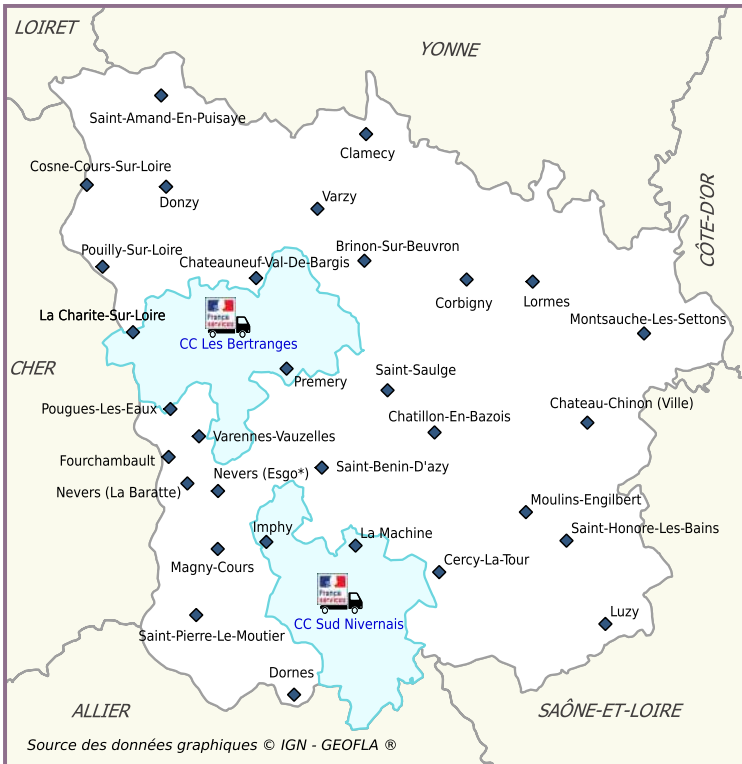 LOIRET
YONNE
Saint-Amand-En-Puisaye
Clamecy
Cosne-Cours-Sur-Loire
Donzy
Varzy
CÔTE-D'OR
Pouilly-Sur-Loire
Chateauneuf-Val-De-Bargis
Brinon-Sur-Beuvron
Corbigny
Lormes
La Charite-Sur-Loire
France
services
Montsauche-Les-Settons
CC Les Bertranges
CHER
Premery
Saint-Saulge
Pougues-Les-Eaux
Chatillon-En-Bazois
Chateau-Chinon (Ville)
Varennes-Vauzelles
Fourchambault
Nevers (Esgo*)
Saint-Benin-D'azy
Nevers (La Baratte)
Moulins-Engilbert
Imphy
La Machine
Saint-Honore-Les-Bains
Magny-Cours
Cercy-La-Tour
France
services
CC Sud Nivernais
Luzy
Saint-Pierre-Le-Moutier
Dornes
ALLIER
SAÔNE-ET-LOIRE
Source des données graphiques © IGN - GEOFLA ®